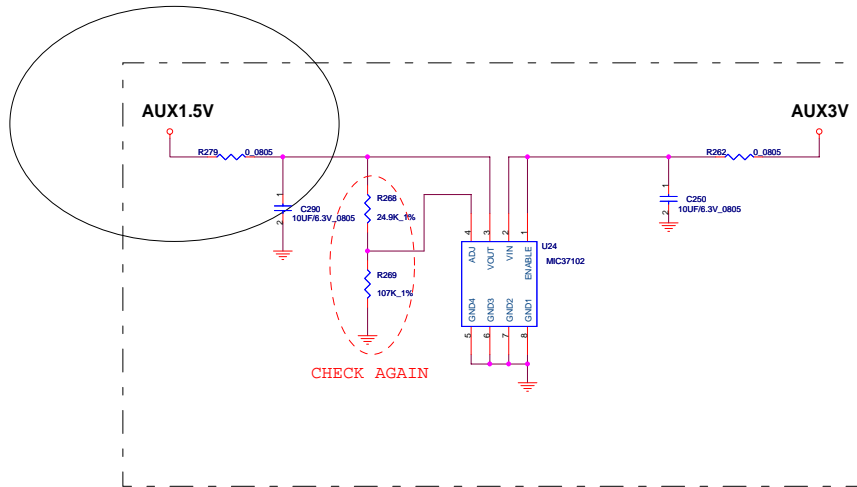 AUX1.5V
AUX3V
R279
0_0805
R262
0_0805
1
C290
10UF/6.3V_0805
2
R268
24.9K_1%
R269
107K_1%
1
C250
10UF/6.3V_0805
2
4
3
2
1
U24
MIC37102
ADJ
VOUT
VIN
ENABLE
GND4
GND3
GND2
GND1
5
6
7
8
CHECK AGAIN